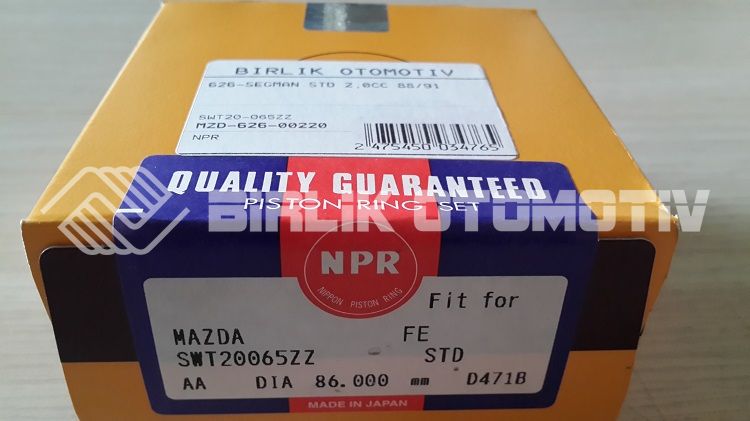 BIRLIK OTOMOTIV
626-SEGMAN STD 2,0CC 88/91
SWT20-065ZZ
MZD-626-00220
NPR
2 475450 034765
QUALITY GUARANTEED
PISTON RING SET
BIRLIK OTOMOTIV
NPR
NIPPON PISTON RING
Fit for
MAZDA FE
SWT20065ZZ STD
AA DIA 86.000 mm D471B
MADE IN JAPAN